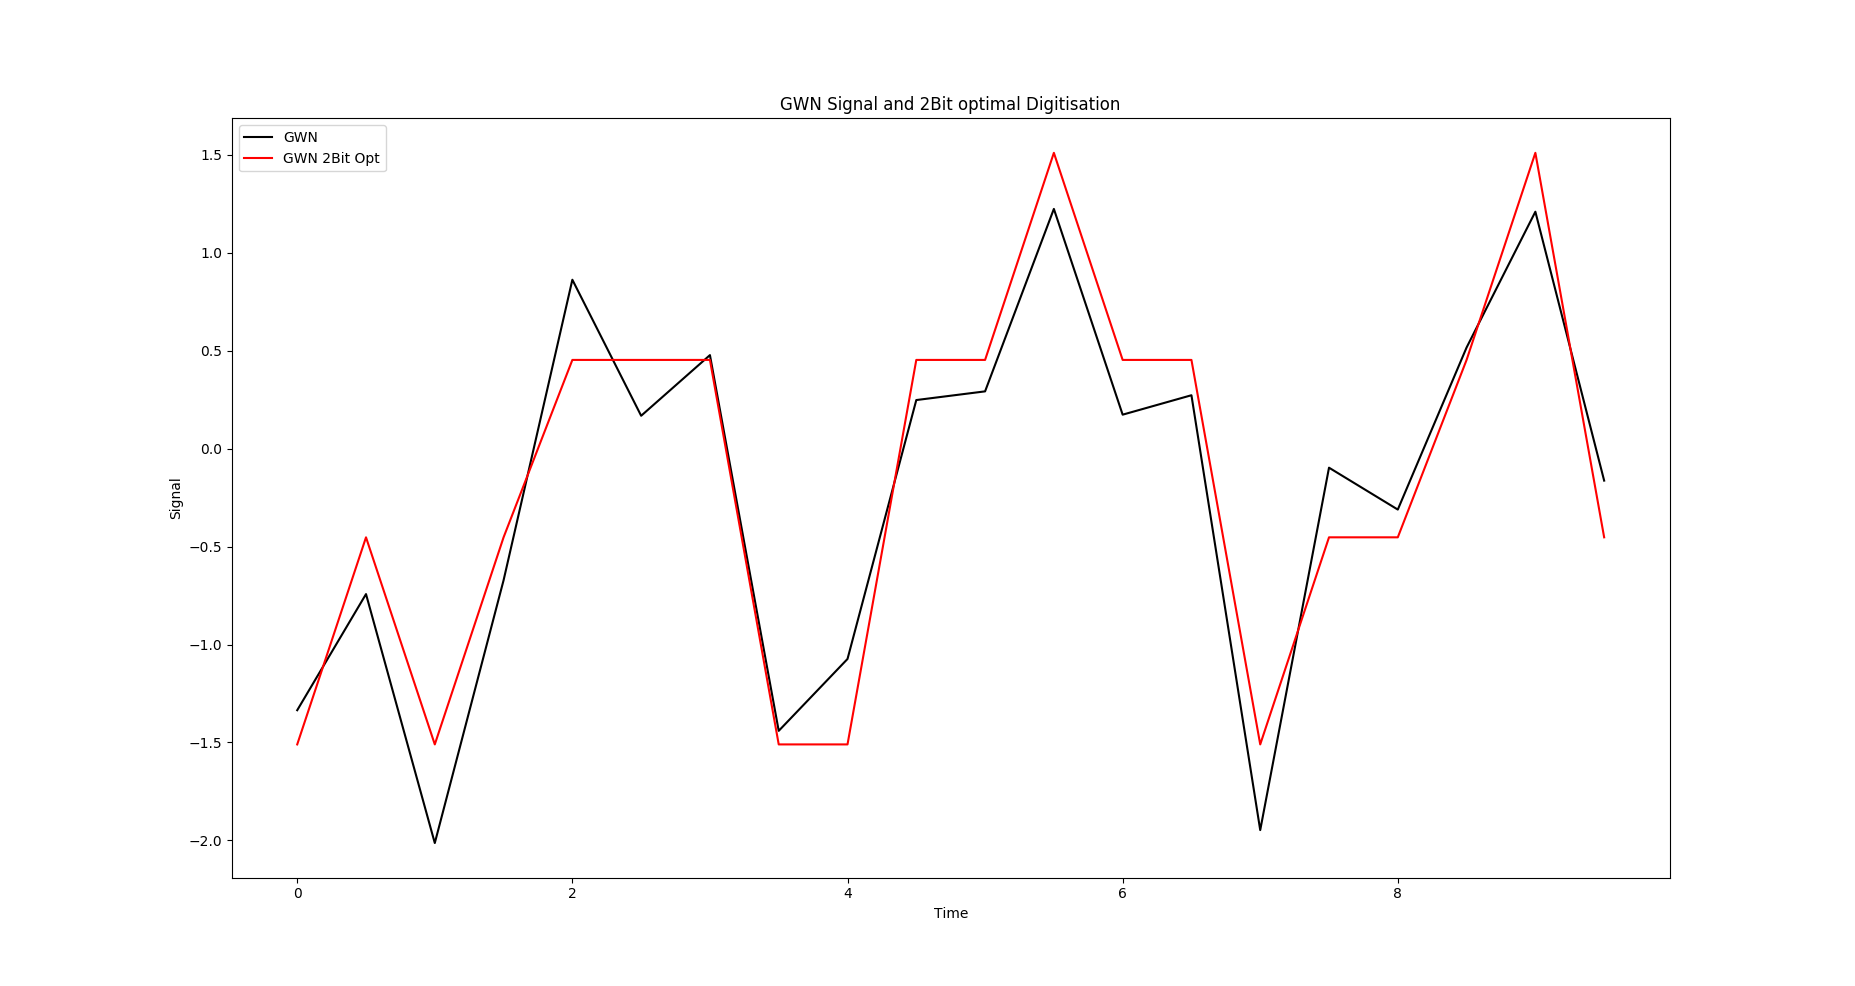 GWN Signal and 2Bit optimal Digitisation
GWN
GWN 2Bit Opt
1.5
1.0
0.5
0.0
−0.5
−1.0
−1.5
−2.0
Signal
0 2 4 6 8
Time